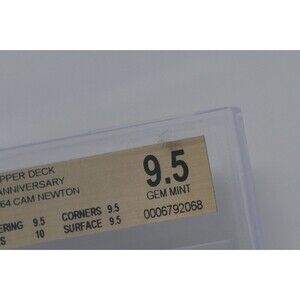 PPER DECK
ANNIVERSARY
64 CAM NEWTON
9.5
GEM MINT
ERING 9.5 CORNERS 9.5
S 10 SURFACE 9.5
0006792068